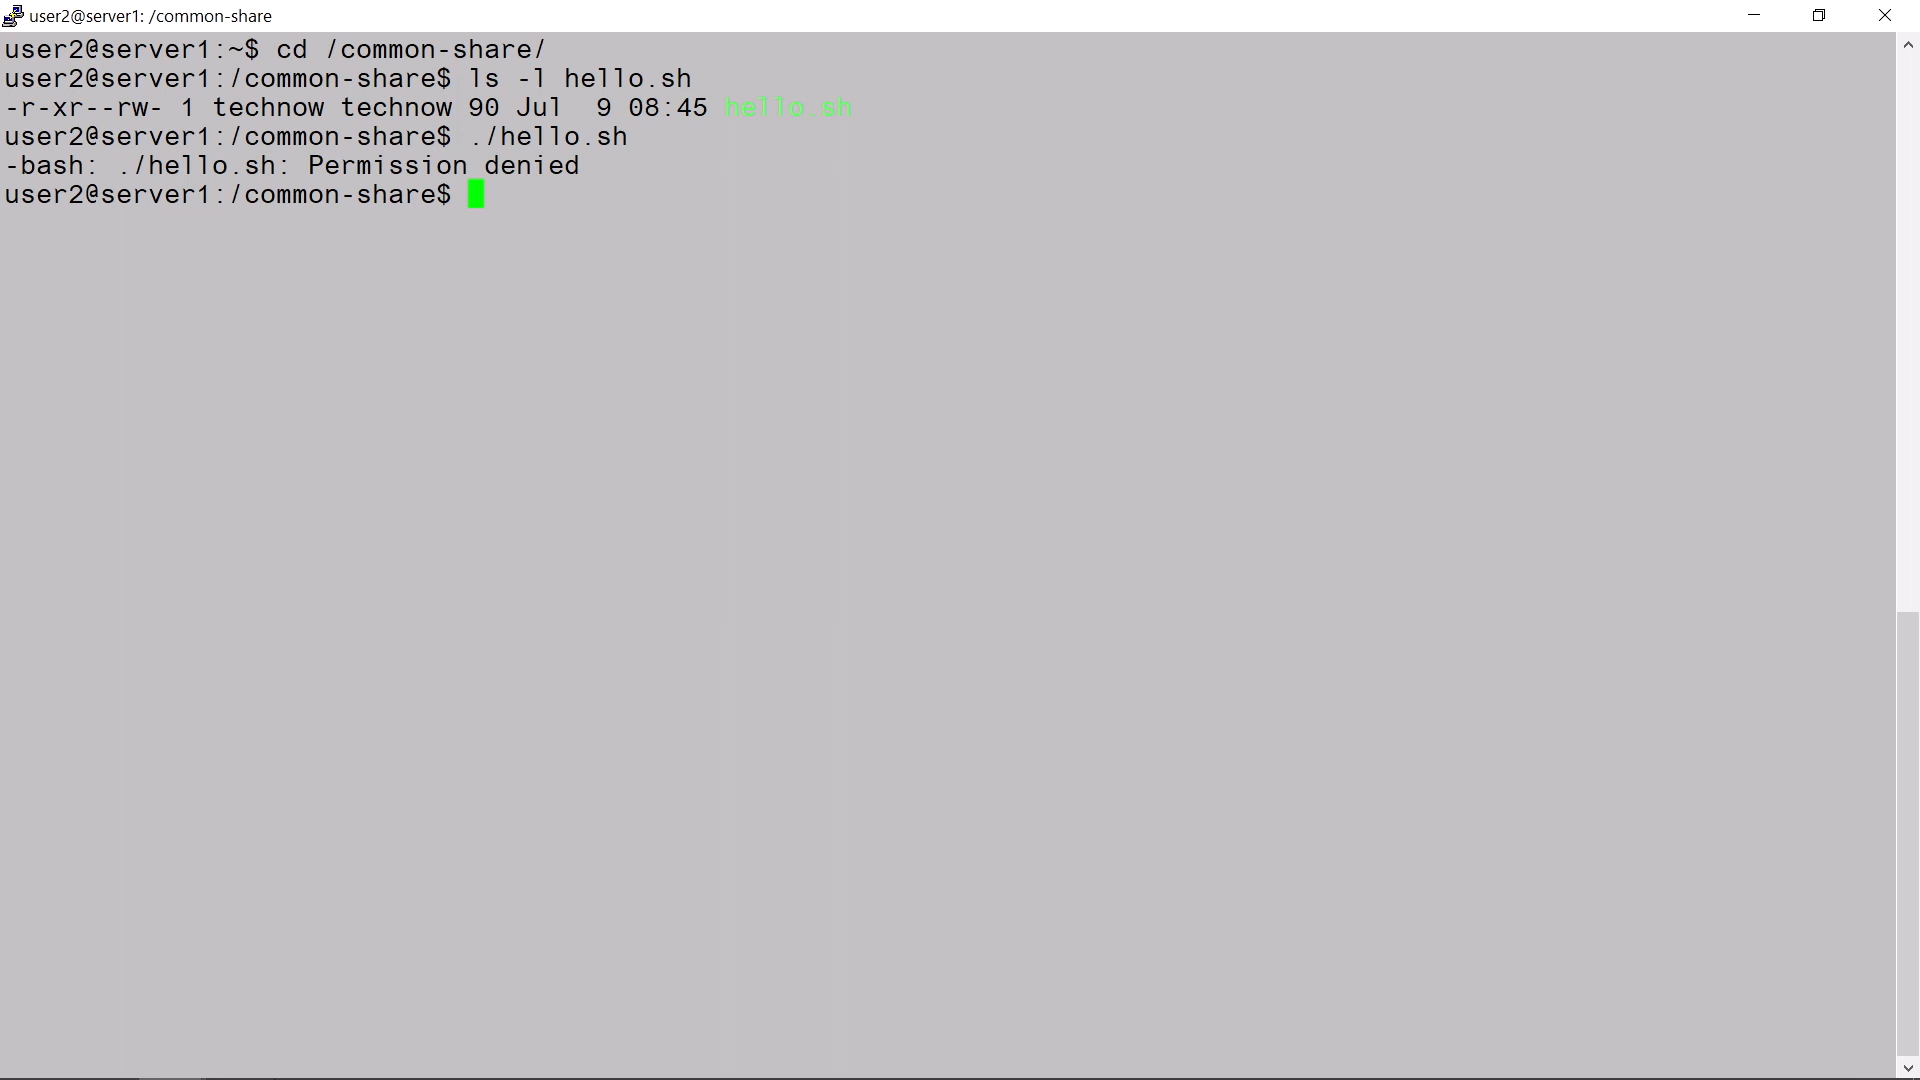 user2@server1: /common-share
user2@server1:~$ cd /common-share/
user2@server1:/common-share$ ls -l hello.sh
-r-xr--rw- 1 technow technow 90 Jul  9 08:45 hello.sh
user2@server1:/common-share$ ./hello.sh
-bash: ./hello.sh: Permission denied
user2@server1:/common-share$